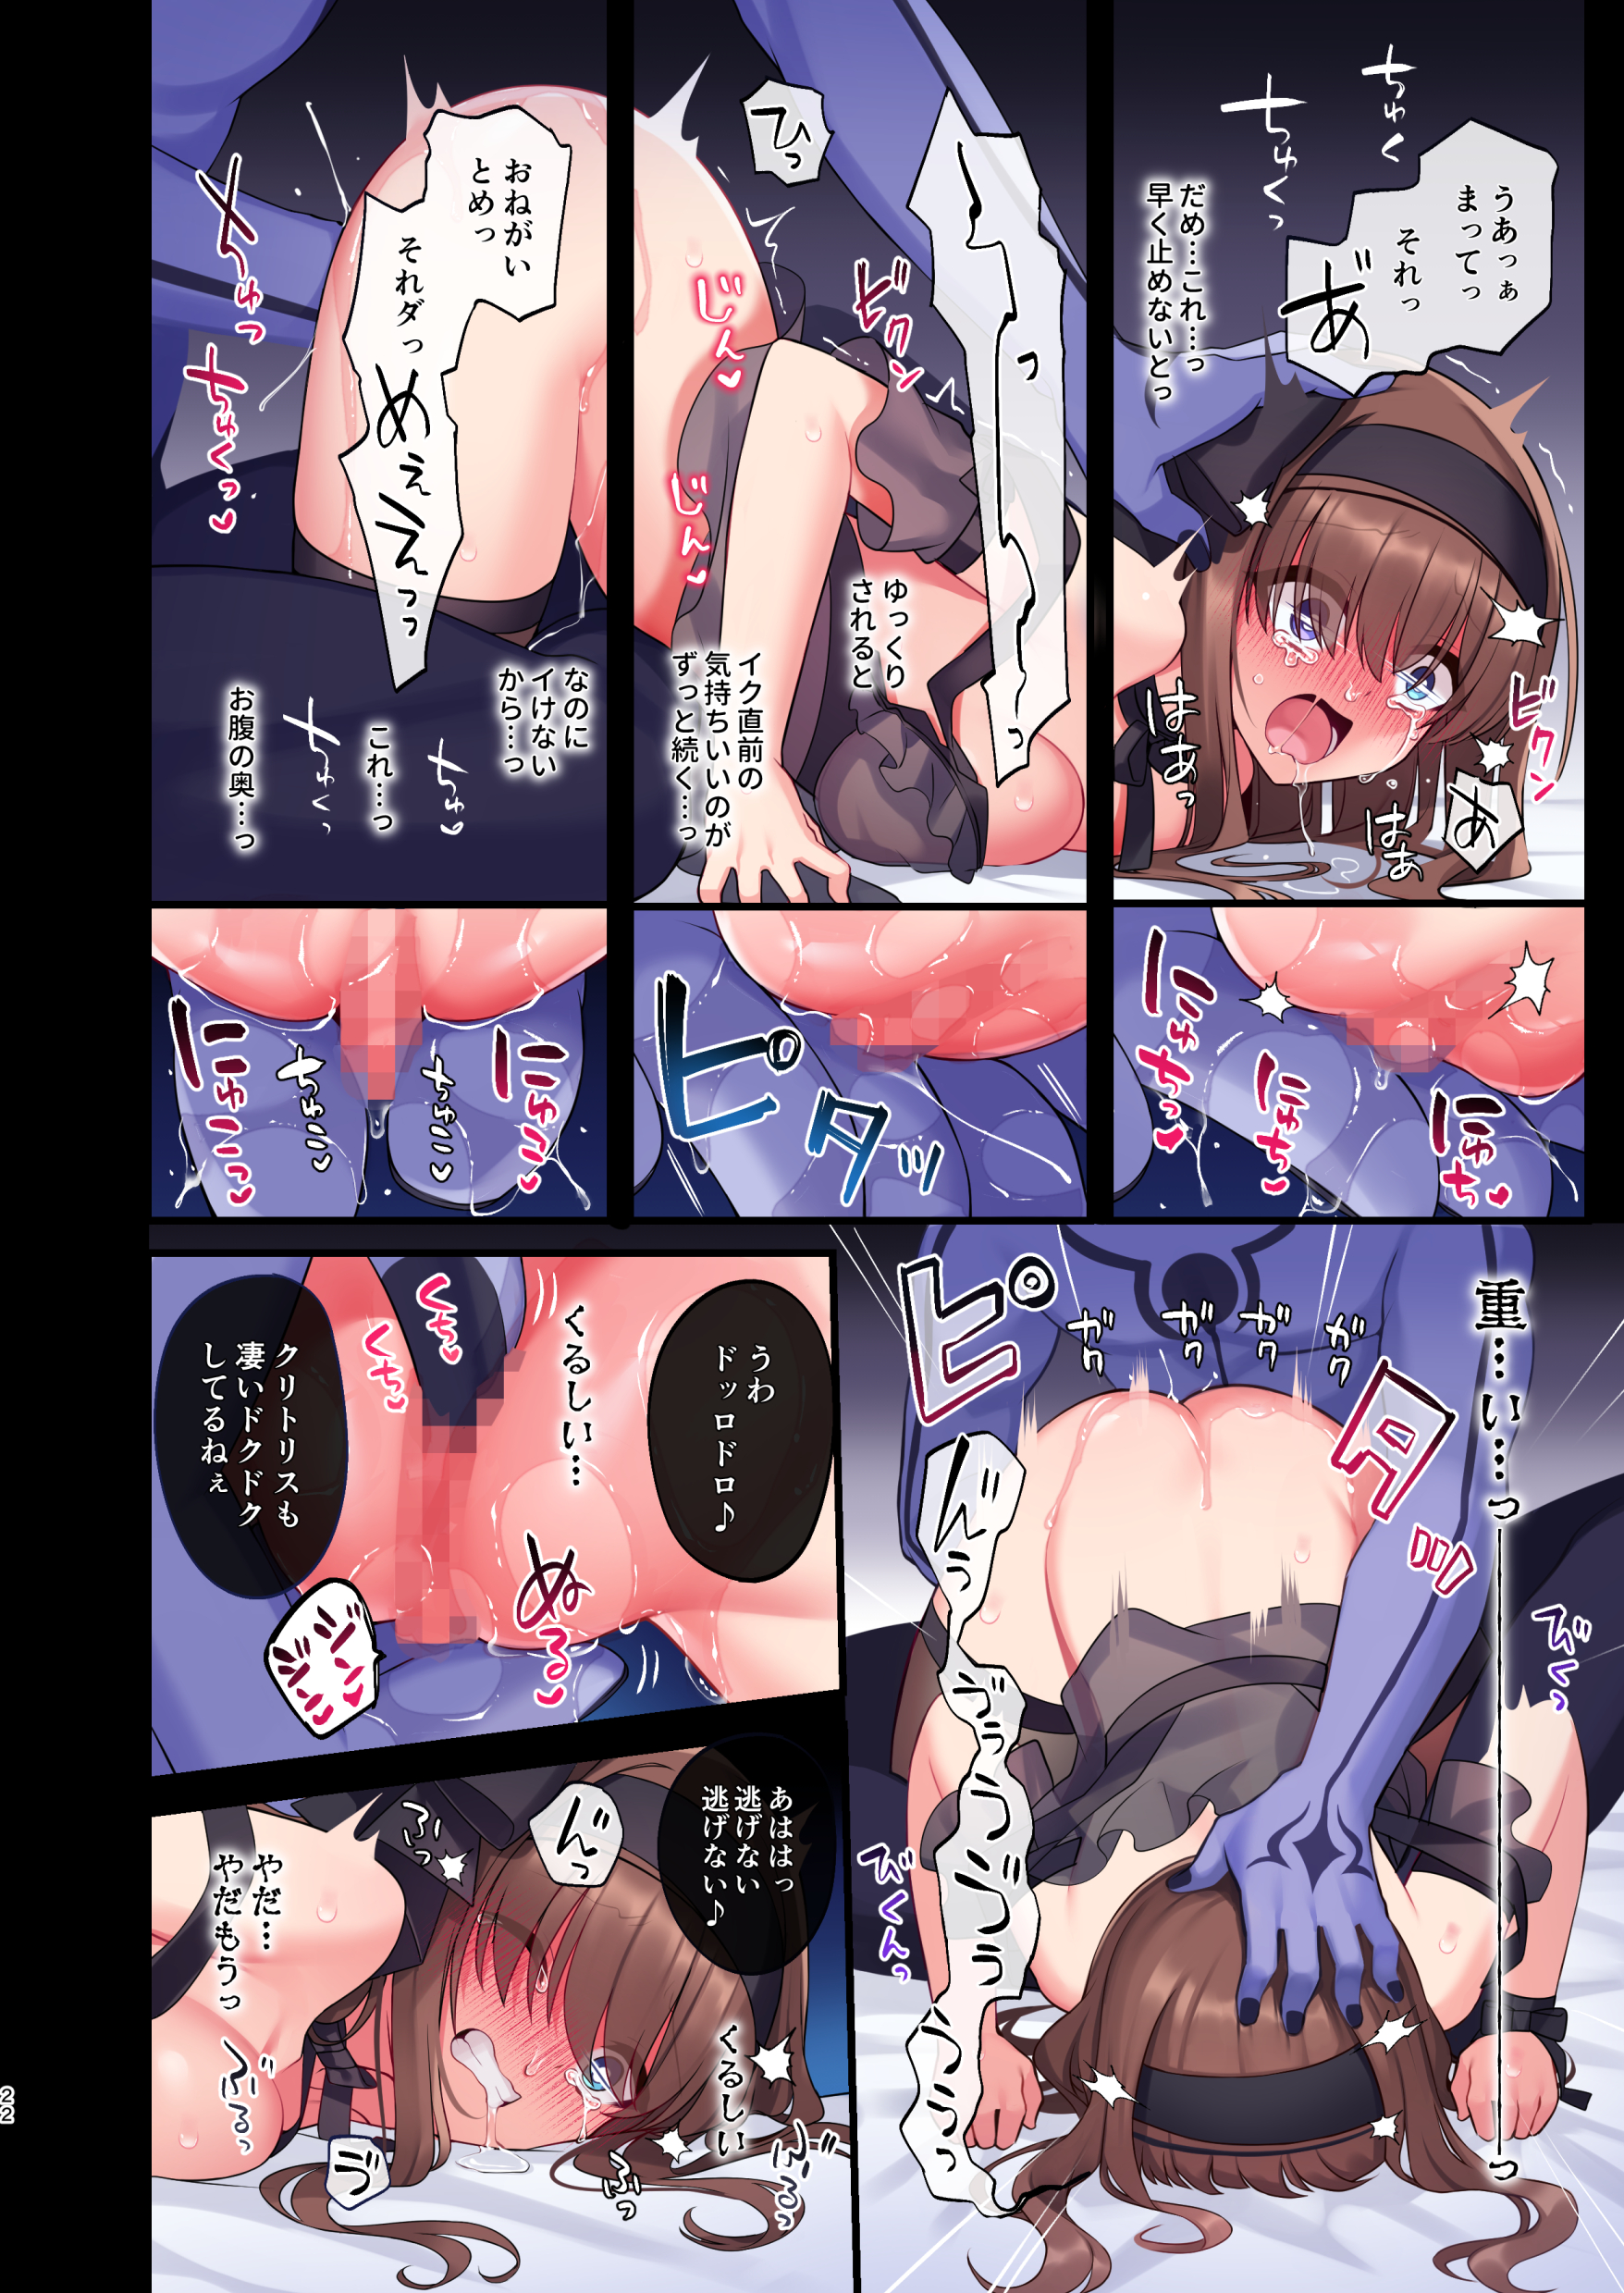 ちゅく
ちゅくっ
うあっぁ
まってっ
それっ
あ゛
だめ…これ…っ
早く止めないとっ
はぁっ
はぁ
あ
ビクン
ひっ
っ
っ
ビクン
じんっ♥
じんっ♥
ゆっくり
されると
イク直前の
気持ちいいのが
ずっと続く…っ
おねがい
とめっ
それダっ
めぇ
えんっっ
ちゅっ
ちゅくっ♥
なのに
イけない
から…っ
ちゅ♥
これ…っ
ちゅくっ
お腹の奥…っ
にゅちっ♥
にゅち♥
にゅち♥
ピタッ
にゅこ♥
ちゅこ♥
ちゅこ♥
にゅこっ♥
重…い…っ―――っ
ピタッ
ガク
ガク
ガク
ガク
びくっ
びくんっ
うわ
ドッロドロ♪
くるしい…
くち♥
くち♥
ぬる♥
ジン♥
ジン♥
クリトリスも
凄いドクドク
してるねぇ
あははっ
逃げない
逃げない♪
ん゛っ
ふっ
やだ…
やだもうっ
ふ゛るっ
ゔ
くるしい
ふっ
ぶるっ
22